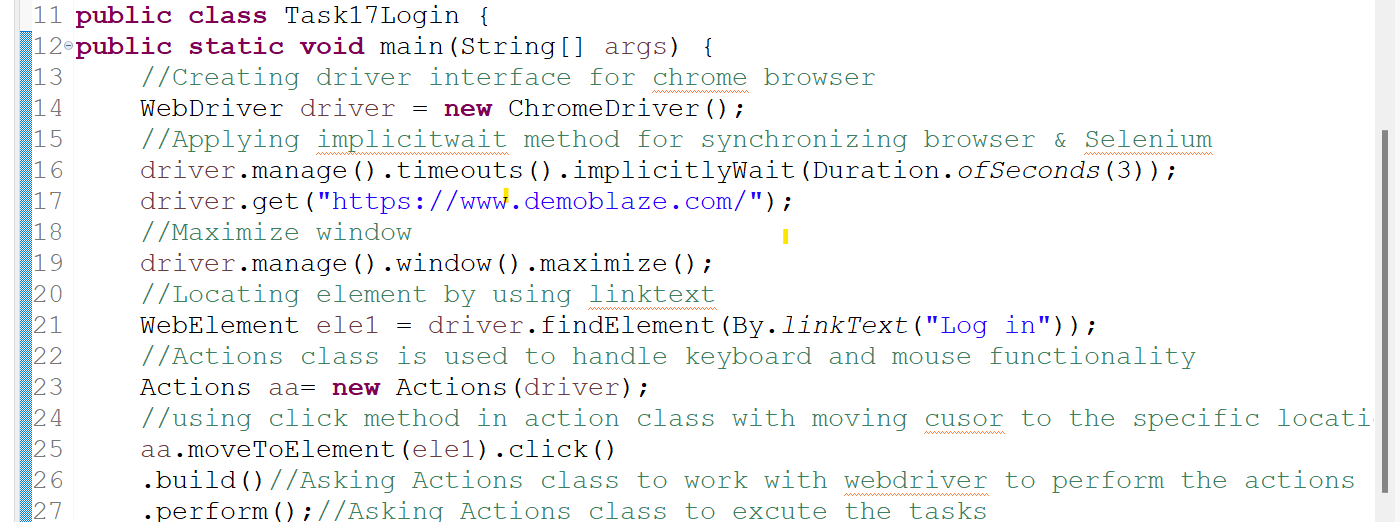 11 public class Task17Login {
12 public static void main(String[] args) {
13 //Creating driver interface for chrome browser
14 WebDriver driver = new ChromeDriver();
15 //Applying implicitwait method for synchronizing browser & Selenium
16 driver.manage().timeouts().implicitlyWait(Duration.ofSeconds(3));
17 driver.get("https://www.demoblaze.com/");
18 //Maximize window
19 driver.manage().window().maximize();
20 //Locating element by using linktext
21 WebElement ele1 = driver.findElement(By.linkText("Log in"));
22 //Actions class is used to handle keyboard and mouse functionality
23 Actions aa= new Actions(driver);
24 //using click method in action class with moving cusor to the specific locati
25 aa.moveToElement(ele1).click()
26 .build()//Asking Actions class to work with webdriver to perform the actions
27 .perform();//Asking Actions class to excute the tasks